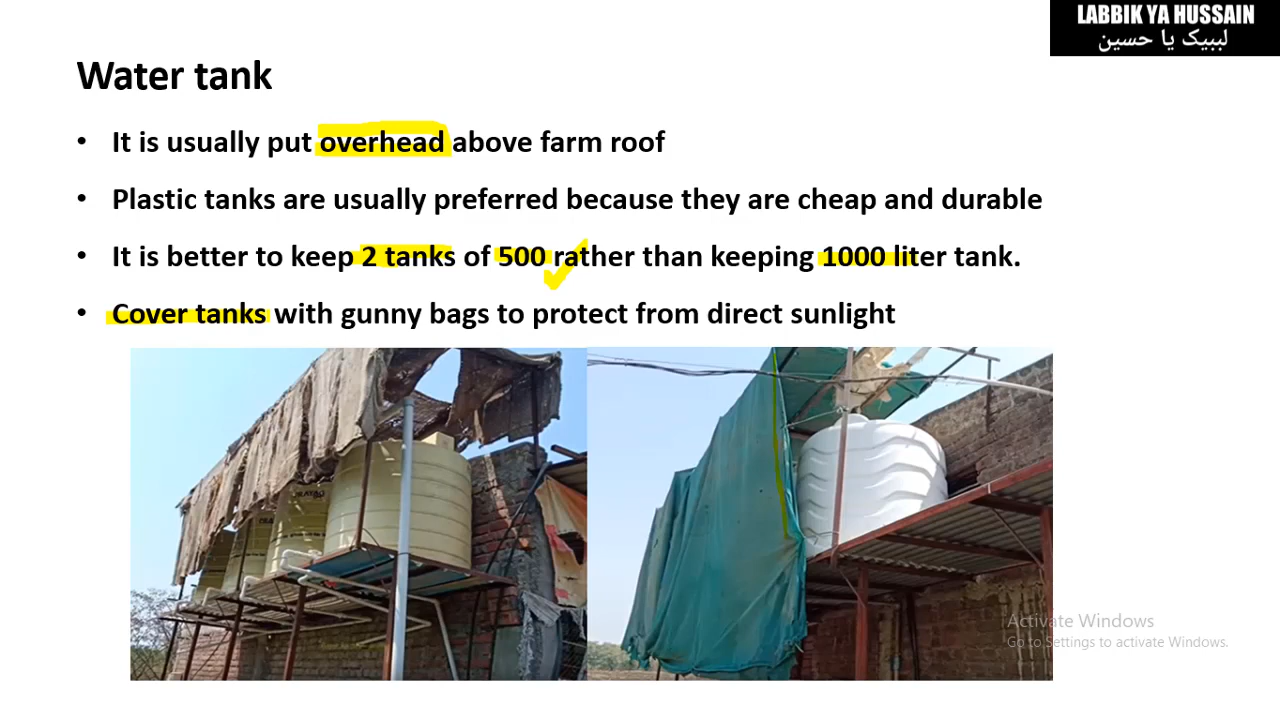 LABBIK YA HUSSAIN
لبیک یا حسین
Water tank
• It is usually put overhead above farm roof
• Plastic tanks are usually preferred because they are cheap and durable
• It is better to keep 2 tanks of 500 rather than keeping 1000 liter tank.
• Cover tanks with gunny bags to protect from direct sunlight
Activate Windows
Go to Settings to activate Windows.